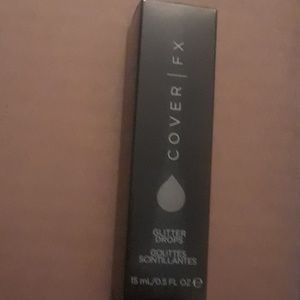 COVER | FX
GLITTER
DROPS
GOUTTES
SCINTILLANTES
15 mL/0.5 FL OZ ℮